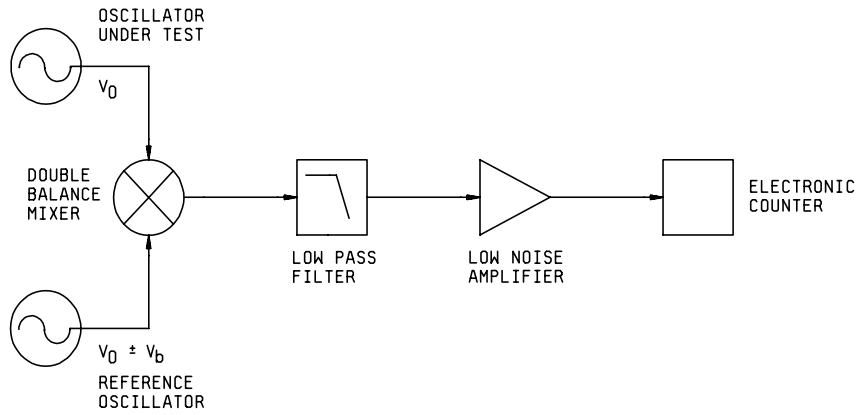 OSCILLATOR
UNDER TEST
V0
DOUBLE
BALANCE
MIXER
LOW PASS
FILTER
LOW NOISE
AMPLIFIER
ELECTRONIC
COUNTER
V0 ± Vb
REFERENCE
OSCILLATOR